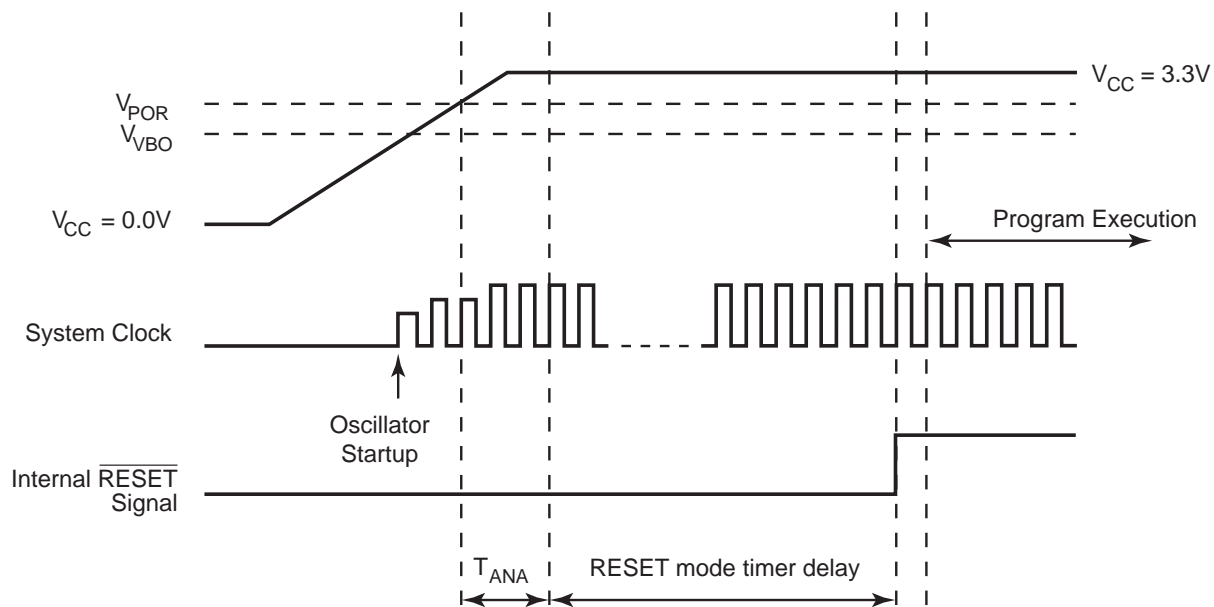 V_CC = 3.3V
V_POR
V_VBO
V_CC = 0.0V
Program Execution
System Clock
Oscillator
Startup
Internal R̅E̅S̅E̅T̅
Signal
T_ANA
RESET mode timer delay